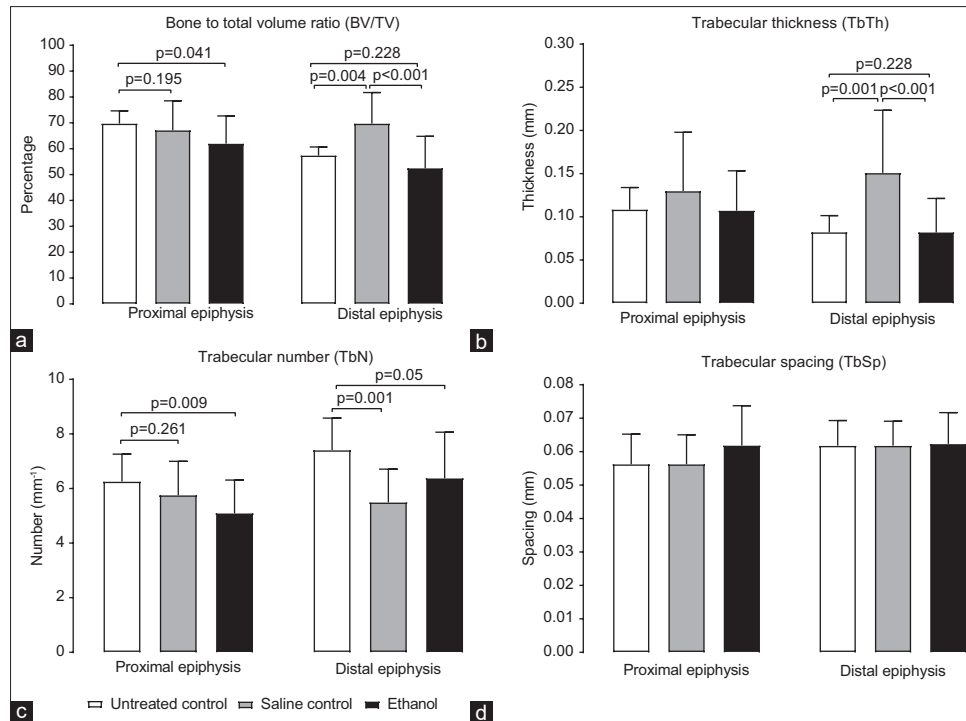 Bone to total volume ratio (BV/TV)
100
90
80
70
60
50
40
30
20
10
0
Percentage
p=0.041
p=0.195
p=0.228
p=0.004
p<0.001
Proximal epiphysis
Distal epiphysis
a
Trabecular thickness (TbTh)
0.30
0.25
0.20
0.15
0.10
0.05
0.00
Thickness (mm)
p=0.228
p=0.001
p<0.001
Proximal epiphysis
Distal epiphysis
b
Trabecular number (TbN)
10
8
6
4
2
0
Number (mm⁻¹)
p=0.009
p=0.261
p=0.05
p=0.001
Proximal epiphysis
Distal epiphysis
c
Untreated control
Saline control
Ethanol
Trabecular spacing (TbSp)
0.08
0.07
0.06
0.05
0.04
0.03
0.02
0.01
0.00
Spacing (mm)
Proximal epiphysis
Distal epiphysis
d